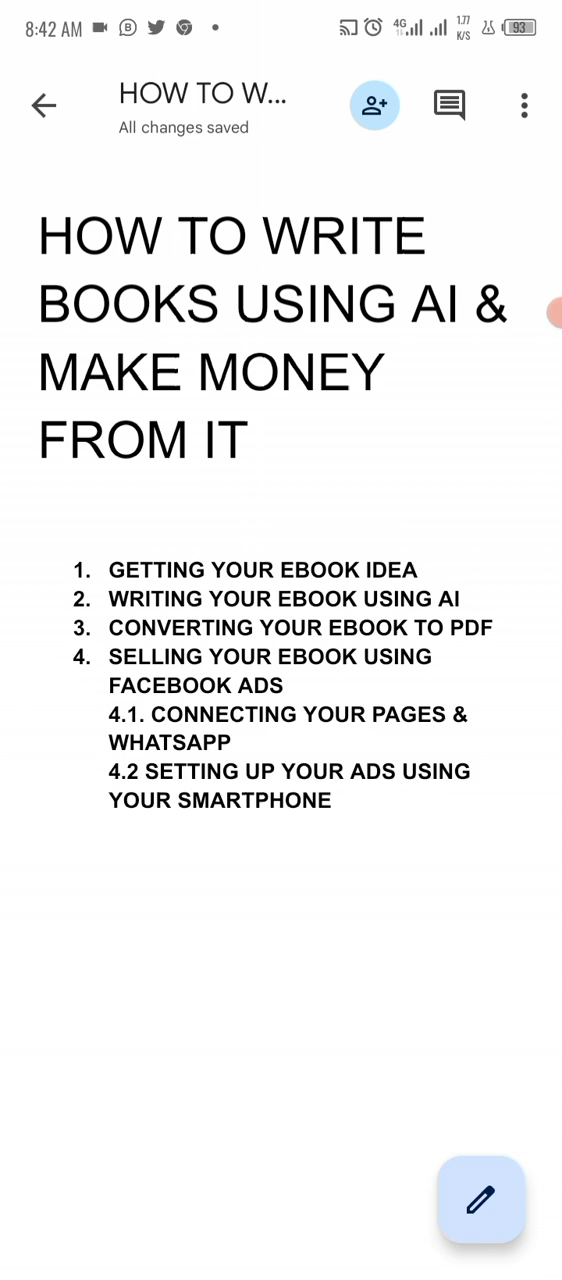 8:42 AM
4G
1.77
K/S
93
HOW TO W...
All changes saved
HOW TO WRITE
BOOKS USING AI &
MAKE MONEY
FROM IT
1. GETTING YOUR EBOOK IDEA
2. WRITING YOUR EBOOK USING AI
3. CONVERTING YOUR EBOOK TO PDF
4. SELLING YOUR EBOOK USING
FACEBOOK ADS
4.1. CONNECTING YOUR PAGES &
WHATSAPP
4.2 SETTING UP YOUR ADS USING
YOUR SMARTPHONE